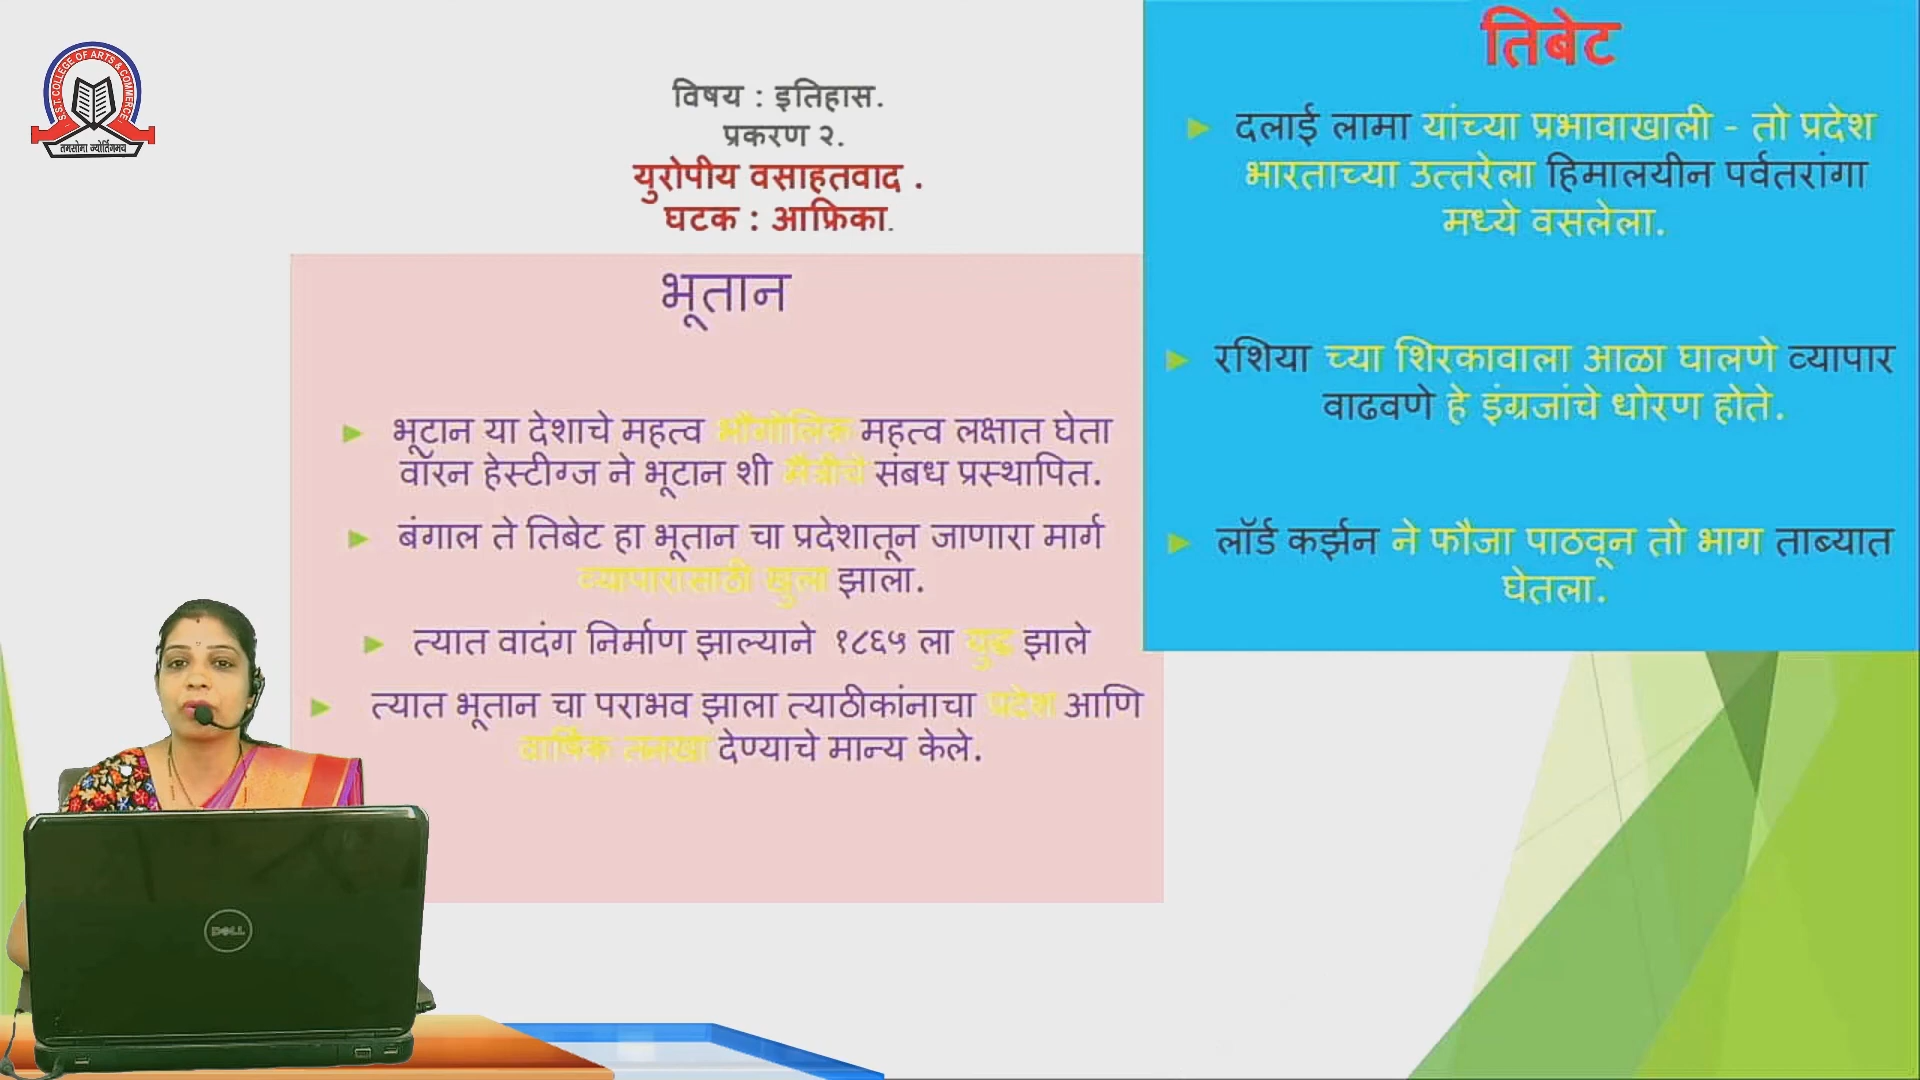 S.S.T. COLLEGE OF ARTS & COMMERCE
तमसोमा ज्योर्तिगमय
विषय : इतिहास.
प्रकरण २.
युरोपीय वसाहतवाद .
घटक : आफ्रिका.
भूतान
भूटान या देशाचे महत्व भौगोलिक महत्व लक्षात घेता
वॉरन हेस्टीग्ज ने भूटान शी मैत्रीचे संबध प्रस्थापित.
बंगाल ते तिबेट हा भूतान चा प्रदेशातून जाणारा मार्ग
व्यापारासाठी खुला झाला.
त्यात वादंग निर्माण झाल्याने १८६५ ला युद्ध झाले
त्यात भूतान चा पराभव झाला त्याठीकांनाचा प्रदेश आणि
वार्षिक तनखा देण्याचे मान्य केले.
तिबेट
दलाई लामा यांच्या प्रभावाखाली - तो प्रदेश
भारताच्या उत्तरेला हिमालयीन पर्वतरांगा
मध्ये वसलेला.
रशिया च्या शिरकावाला आळा घालणे व्यापार
वाढवणे हे इंग्रजांचे धोरण होते.
लॉर्ड कर्झन ने फौजा पाठवून तो भाग ताब्यात
घेतला.
DELL